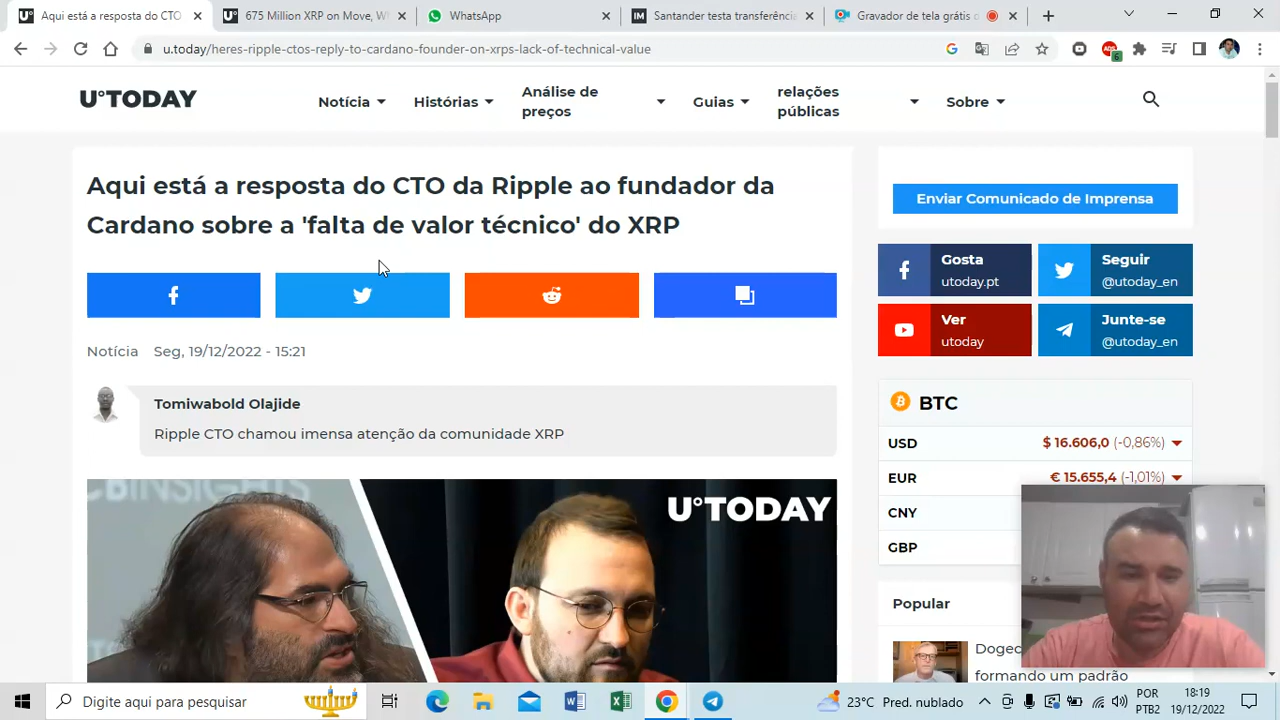 Aqui está a resposta do CTO
675 Million XRP on Move Wh
WhatsApp
Santander tem transferência
Gravador de tela grátis o
u.today/heres-ripple-ctos-reply-to-cardano-founder-on-xrps-lack-of-technical-value
ADS
6
U°TODAY
Notícia
Histórias
Análise de
preços
Guias
relações
públicas
Sobre
Aqui está a resposta do CTO da Ripple ao fundador da
Cardano sobre a 'falta de valor técnico' do XRP
Notícia Seg, 19/12/2022 - 15:21
Tomiwabold Olajide
Ripple CTO chamou imensa atenção da comunidade XRP
CBINSIGHTS
U°TODAY
Enviar Comunicado de Imprensa
Gosta
utoday.pt
Seguir
@utoday_en
Ver
utoday
Junte-se
@utoday_en
BTC
USD $ 16.606,0 (-0,86%)
EUR € 15.655,4 (-1,01%)
CNY
GBP
Popular
Dogec
formando um padrão
Digite aqui para pesquisar
23°C Pred. nublado
POR
PTB2
18:19
19/12/2022